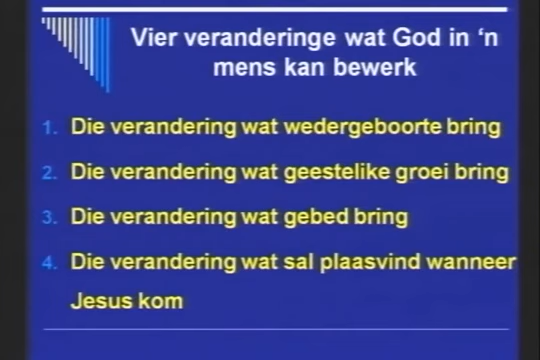 Vier veranderinge wat God in ‘n
mens kan bewerk
1. Die verandering wat wedergeboorte bring
2. Die verandering wat geestelike groei bring
3. Die verandering wat gebed bring
4. Die verandering wat sal plaasvind wanneer
Jesus kom